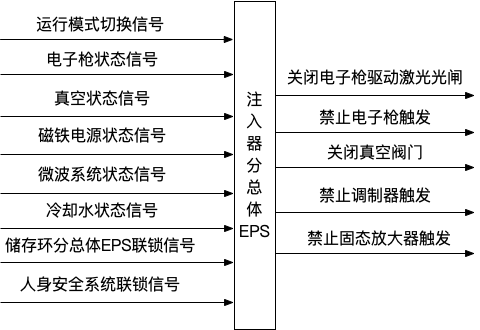 运行模式切换信号
电子枪状态信号
真空状态信号
磁铁电源状态信号
微波系统状态信号
冷却水状态信号
储存环分总体EPS联锁信号
人身安全系统联锁信号
注
入
器
分
总
体
EPS
关闭电子枪驱动激光光闸
禁止电子枪触发
关闭真空阀门
禁止调制器触发
禁止固态放大器触发